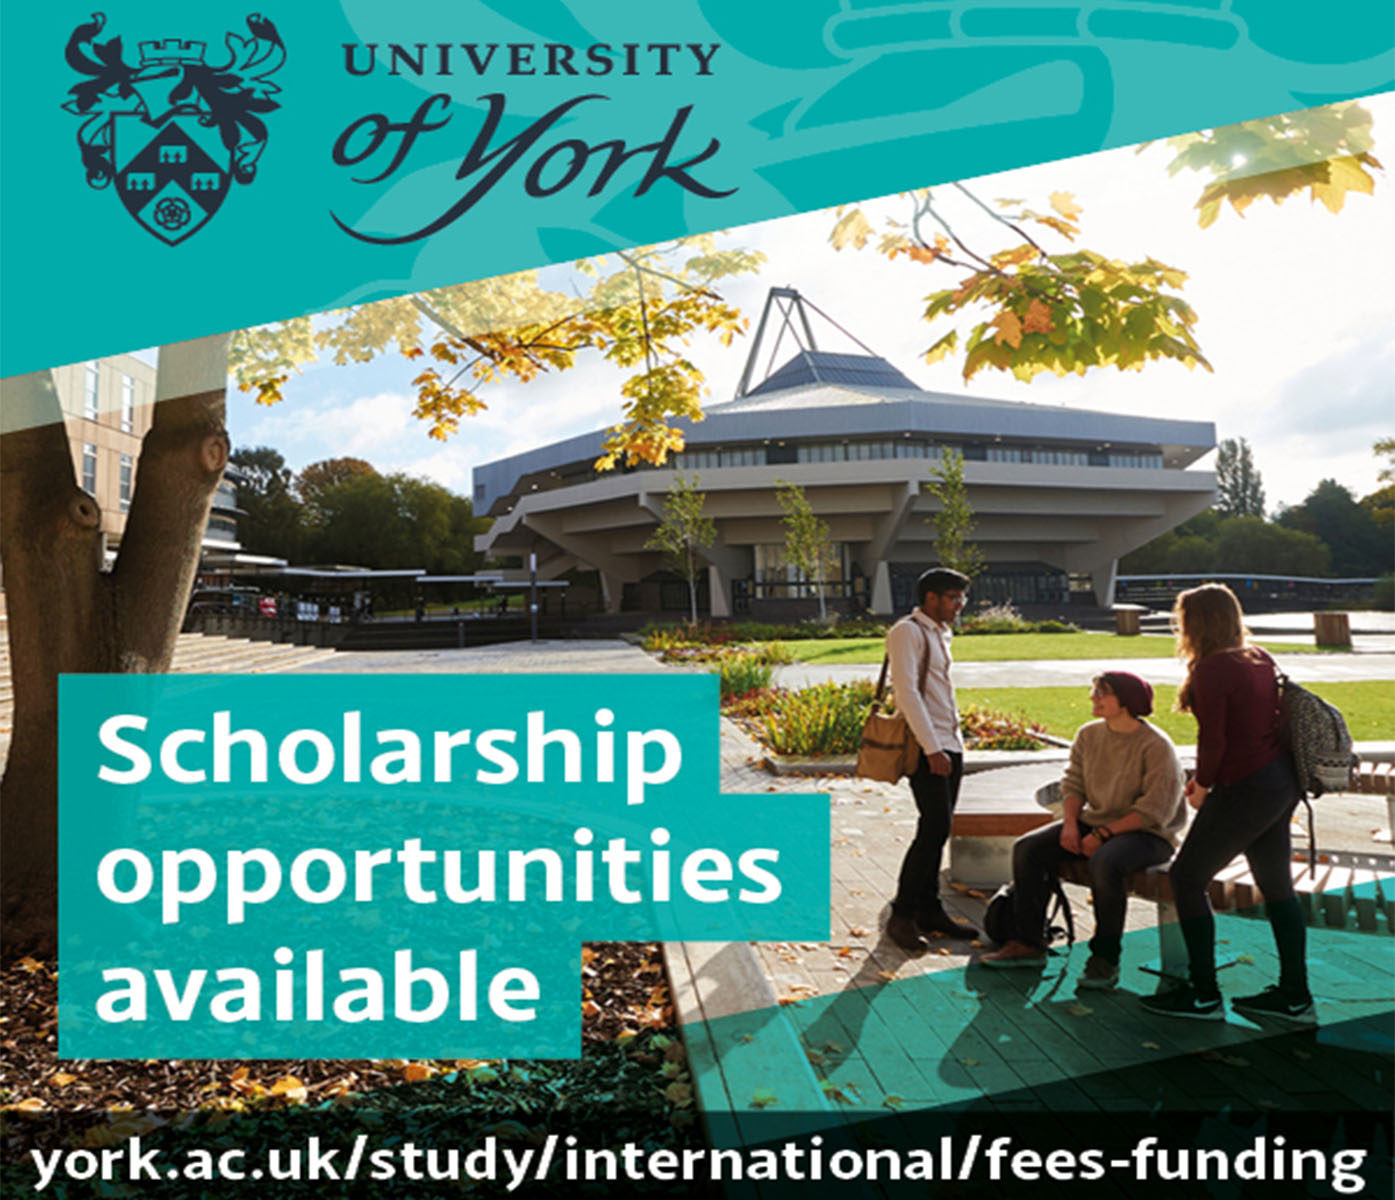 UNIVERSITY
of York
Scholarship
opportunities
available
york.ac.uk/study/international/fees-funding